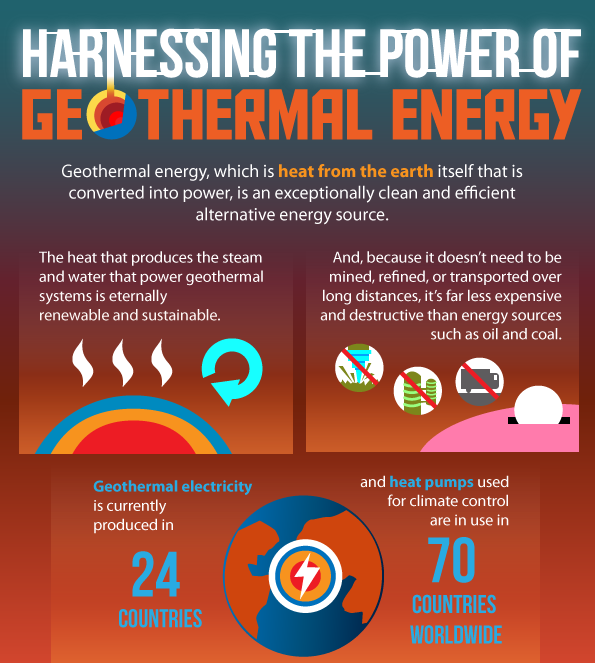 HARNESSING THE POWER OF
GEOTHERMAL ENERGY
Geothermal energy, which is heat from the earth itself that is
converted into power, is an exceptionally clean and efficient
alternative energy source.
The heat that produces the steam
and water that power geothermal
systems is eternally
renewable and sustainable.
And, because it doesn't need to be
mined, refined, or transported over
long distances, it's far less expensive
and destructive than energy sources
such as oil and coal.
Geothermal electricity
is currently
produced in
24
COUNTRIES
and heat pumps used
for climate control
are in use in
70
COUNTRIES
WORLDWIDE